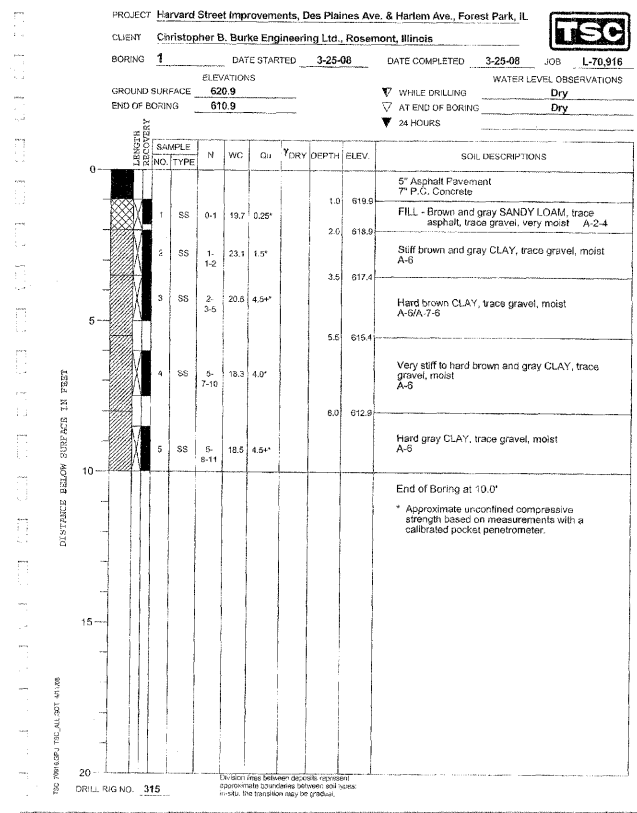 PROJECT Harvard Street Improvements, Des Plaines Ave. & Harlem Ave., Forest Park, IL
TSC
CLIENT Christopher B. Burke Engineering Ltd., Rosemont, Illinois
BORING 1 DATE STARTED 3-25-08 DATE COMPLETED 3-25-08 JOB L-70,916
ELEVATIONS WATER LEVEL OBSERVATIONS
GROUND SURFACE 620.9 WHILE DRILLING Dry
END OF BORING 610.9 AT END OF BORING Dry
24 HOURS
LENGTH RECOVERY SAMPLE NO. TYPE N WC Qu γDRY DEPTH ELEV. SOIL DESCRIPTIONS
0
5" Asphalt Pavement
7" P.C. Concrete
1.0 619.9
1 SS 0-1 19.7 0.25* FILL - Brown and gray SANDY LOAM, trace
asphalt, trace gravel, very moist A-2-4
2.0 618.9
2 SS 1- 23.1 1.5* Stiff brown and gray CLAY, trace gravel, moist
1-2 A-6
3.5 617.4
3 SS 2- 20.6 4.5+* Hard brown CLAY, trace gravel, moist
3-5 A-6/A-7-6
5
5.5 615.4
4 SS 5- 18.3 4.0* Very stiff to hard brown and gray CLAY, trace
7-10 gravel, moist
A-6
8.0 612.9
5 SS 5- 18.5 4.5+* Hard gray CLAY, trace gravel, moist
8-11 A-6
10
End of Boring at 10.0'
* Approximate unconfined compressive
strength based on measurements with a
calibrated pocket penetrometer.
DISTANCE BELOW SURFACE IN FEET
15
20
TSC 70916.GPJ TSC_ALL.GDT 4/11/08
DRILL RIG NO. 315
Division lines between deposits represent
approximate boundaries between soil types;
in-situ, the transition may be gradual.